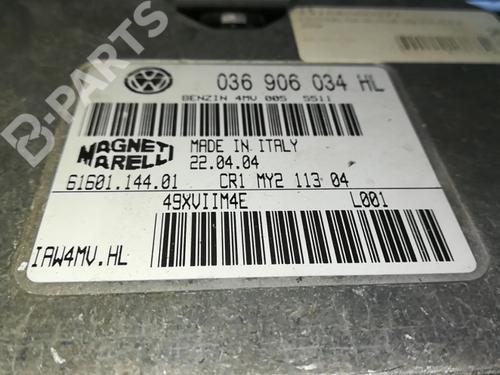 B-PARTS
036 906 034 HL
BENZIN 4MV 005 5511
MAGNETI MARELLI
MADE IN ITALY
22.04.04
61601.144.01 CR1 MY2 113 04
49XVIIM4E L001
IAW4MV.HL
B-PARTS